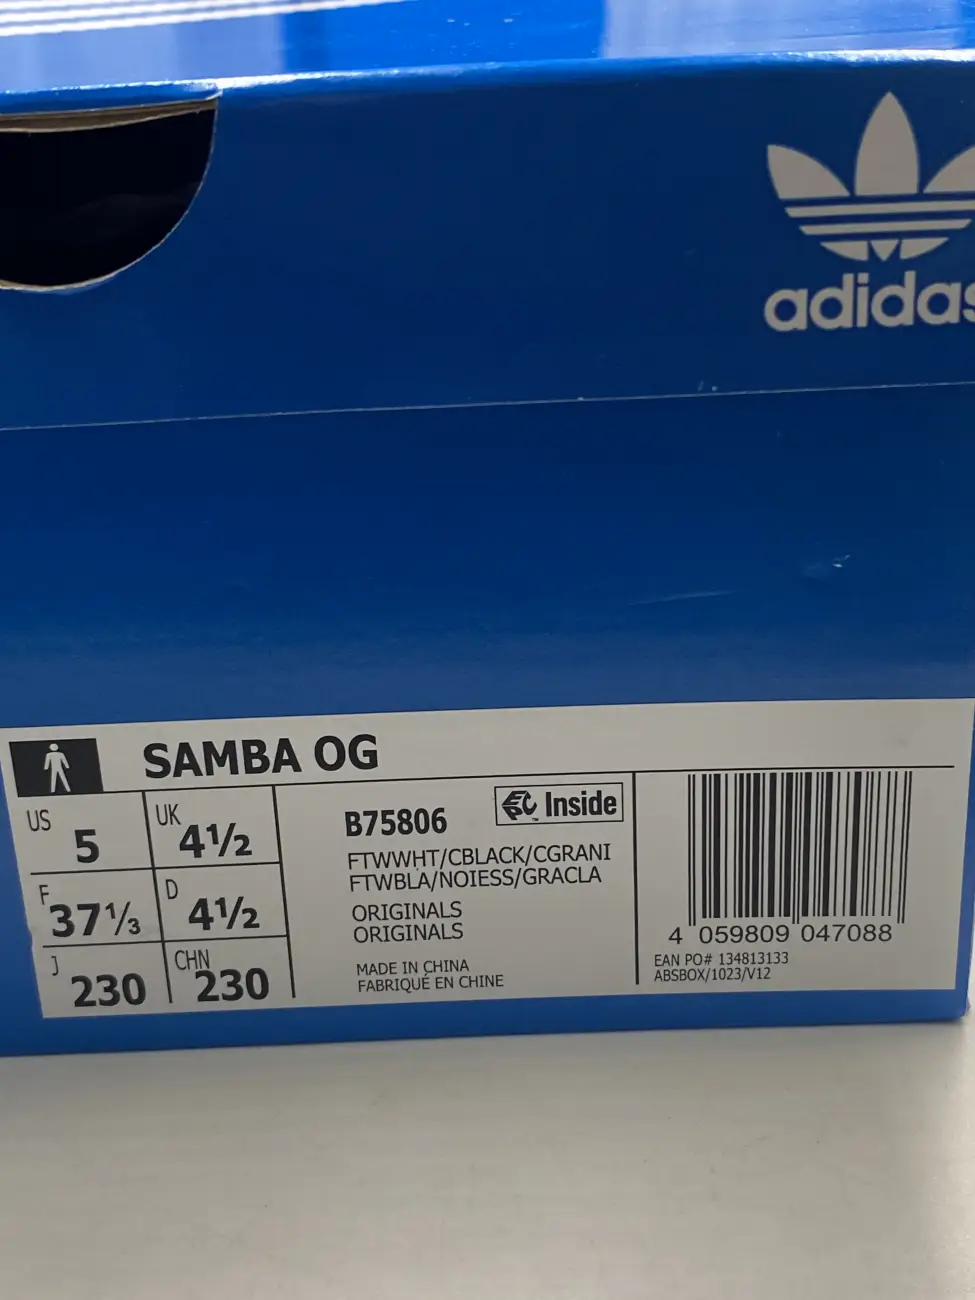 adidas
SAMBA OG
US 5
UK 4½
F 37⅓
D 4½
J 230
CHN 230
B75806
Inside
FTWWHT/CBLACK/CGRANI
FTWBLA/NOIESS/GRACLA
ORIGINALS
ORIGINALS
MADE IN CHINA
FABRIQUÉ EN CHINE
4 059809 047088
EAN PO# 134813133
ABSBOX/1023/V12